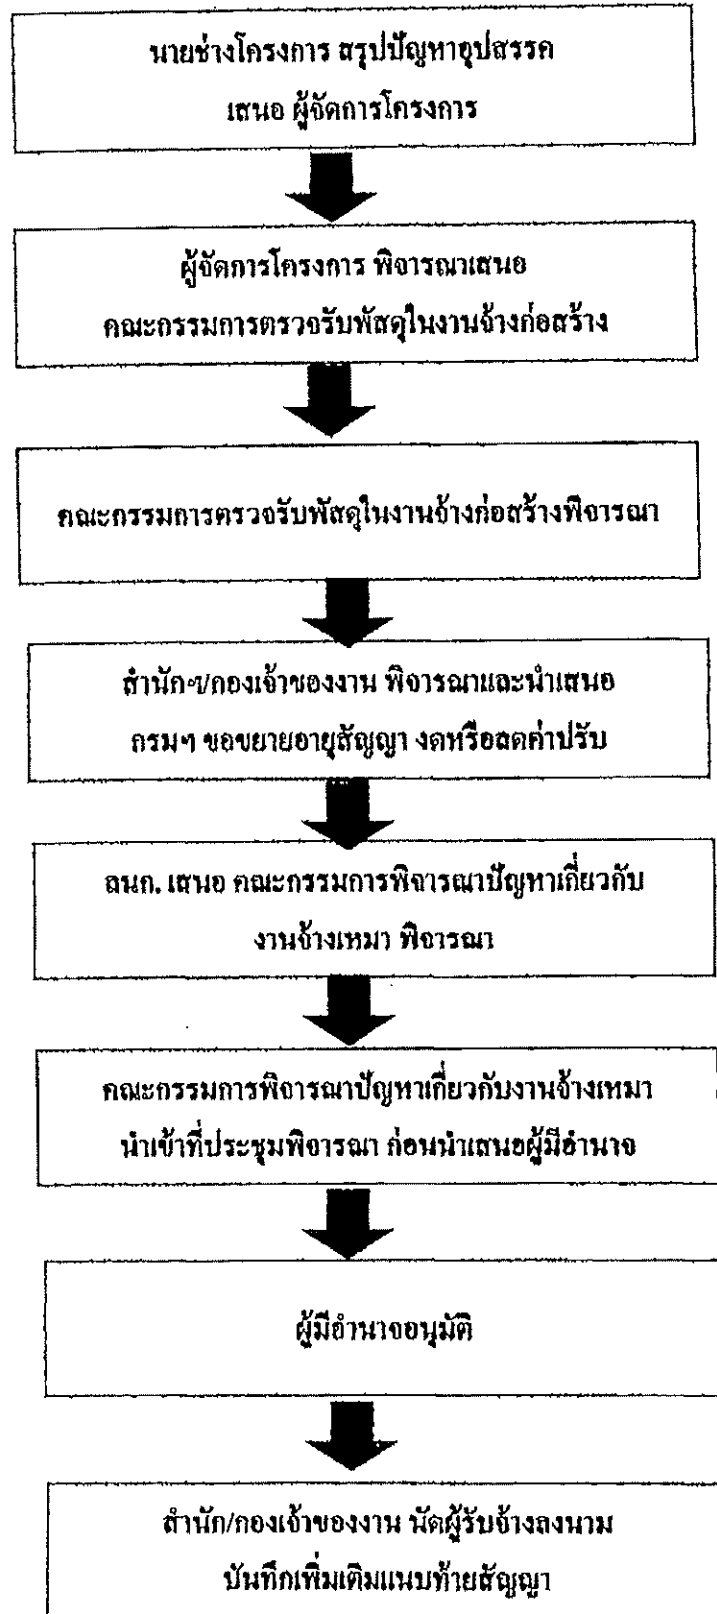 นายช่างโครงการ สรุปปัญหาอุปสรรค
เสนอ ผู้จัดการโครงการ
ผู้จัดการโครงการ พิจารณาเสนอ
คณะกรรมการตรวจรับพัสดุในงานจ้างก่อสร้าง
คณะกรรมการตรวจรับพัสดุในงานจ้างก่อสร้างพิจารณา
สำนักฯ/กองเจ้าของงาน พิจารณาและนำเสนอ
กรมฯ ขอขยายอายุสัญญา งดหรือลดค่าปรับ
ลนก. เสนอ คณะกรรมการพิจารณาปัญหาเกี่ยวกับ
งานจ้างเหมา พิจารณา
คณะกรรมการพิจารณาปัญหาเกี่ยวกับงานจ้างเหมา
นำเข้าที่ประชุมพิจารณา ก่อนนำเสนอผู้มีอำนาจ
ผู้มีอำนาจอนุมัติ
สำนัก/กองเจ้าของงาน นัดผู้รับจ้างลงนาม
บันทึกเพิ่มเติมแนบท้ายสัญญา